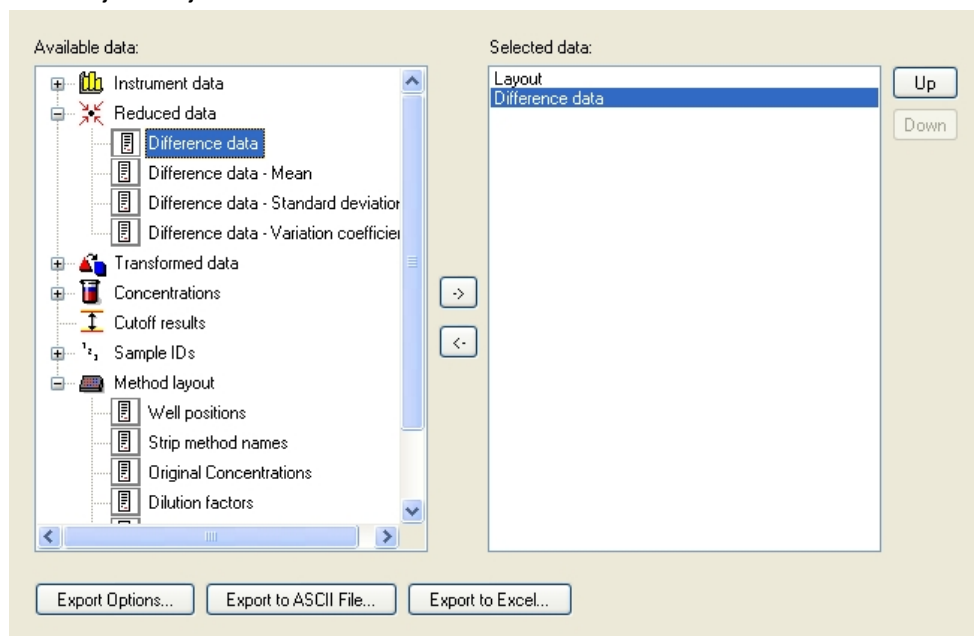 Available data:
Selected data:
Instrument data
Reduced data
Difference data
Difference data - Mean
Difference data - Standard deviation
Difference data - Variation coefficien
Transformed data
Concentrations
Cutoff results
Sample IDs
Method layout
Well positions
Strip method names
Original Concentrations
Dilution factors
Layout
Difference data
Up
Down
->
<-
Export Options...
Export to ASCII File...
Export to Excel...